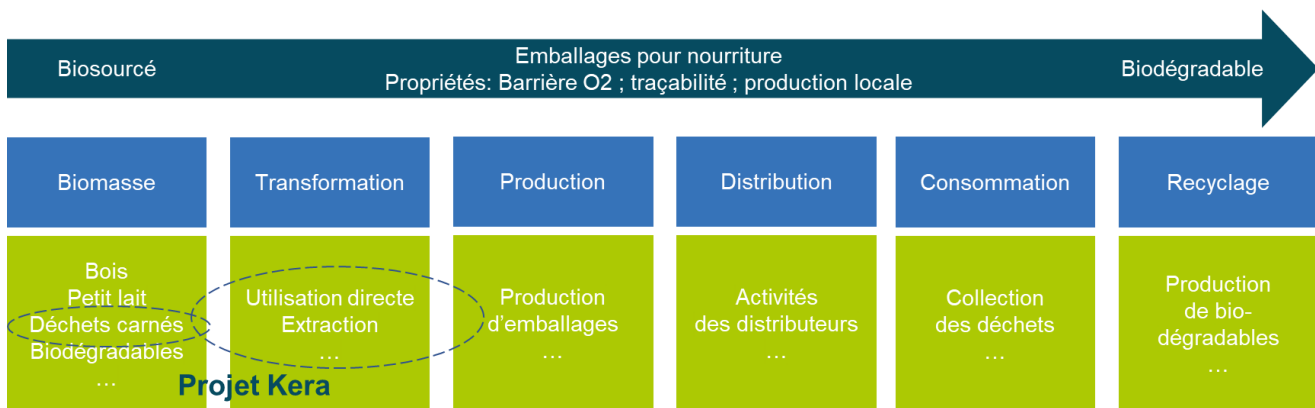 Biosourcé
Emballages pour nourriture
Propriétés: Barrière O2 ; traçabilité ; production locale
Biodégradable
Biomasse
Transformation
Production
Distribution
Consommation
Recyclage
Bois
Petit lait
Déchets carnés
Biodégradables
…
Utilisation directe
Extraction
…
Production
d'emballages
…
Activités
des distributeurs
…
Collection
des déchets
…
Production
de bio-
dégradables
…
Projet Kera